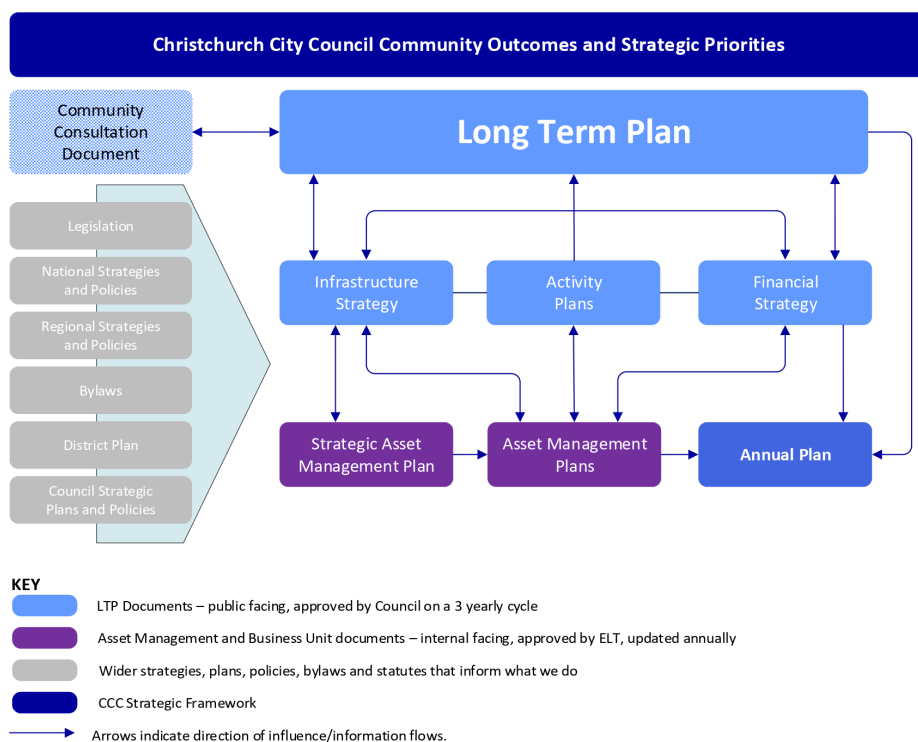 Christchurch City Council Community Outcomes and Strategic Priorities
Community
Consultation
Document
Long Term Plan
Legislation
National Strategies
and Policies
Regional Strategies
and Policies
Bylaws
District Plan
Council Strategic
Plans and Policies
Infrastructure
Strategy
Activity
Plans
Financial
Strategy
Strategic Asset
Management Plan
Asset Management
Plans
Annual Plan
KEY
LTP Documents – public facing, approved by Council on a 3 yearly cycle
Asset Management and Business Unit documents – internal facing, approved by ELT, updated annually
Wider strategies, plans, policies, bylaws and statutes that inform what we do
CCC Strategic Framework
Arrows indicate direction of influence/information flows.